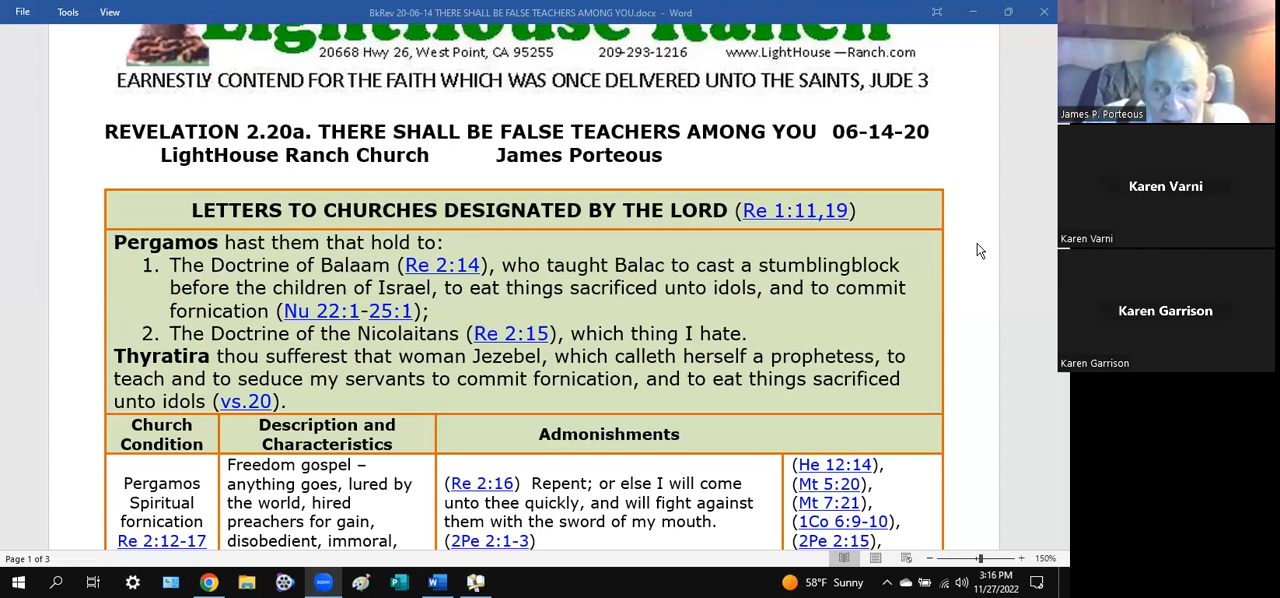 File Tools View
BkRev 20-06-14 THERE SHALL BE FALSE TEACHERS AMONG YOU.docx - Word
LightHouse Ranch
20668 Hwy 26, West Point, CA 95255 209-293-1216 www.LightHouse—Ranch.com
EARNESTLY CONTEND FOR THE FAITH WHICH WAS ONCE DELIVERED UNTO THE SAINTS, JUDE 3
REVELATION 2.20a. THERE SHALL BE FALSE TEACHERS AMONG YOU 06-14-20
LightHouse Ranch Church James Porteous
LETTERS TO CHURCHES DESIGNATED BY THE LORD (Re 1:11,19)
Pergamos hast them that hold to:
1. The Doctrine of Balaam (Re 2:14), who taught Balac to cast a stumblingblock
before the children of Israel, to eat things sacrificed unto idols, and to commit
fornication (Nu 22:1-25:1);
2. The Doctrine of the Nicolaitans (Re 2:15), which thing I hate.
Thyratira thou sufferest that woman Jezebel, which calleth herself a prophetess, to
teach and to seduce my servants to commit fornication, and to eat things sacrificed
unto idols (vs.20).
Church
Condition
Description and
Characteristics
Admonishments
Pergamos
Spiritual
fornication
Re 2:12-17
Freedom gospel –
anything goes, lured by
the world, hired
preachers for gain,
disobedient, immoral,
(Re 2:16) Repent; or else I will come
unto thee quickly, and will fight against
them with the sword of my mouth.
(2Pe 2:1-3)
(He 12:14),
(Mt 5:20),
(Mt 7:21),
(1Co 6:9-10),
(2Pe 2:15),
Page 1 of 3
150%
58°F Sunny
3:16 PM
11/27/2022
James P. Porteous
Karen Varni
Karen Varni
Karen Garrison
Karen Garrison